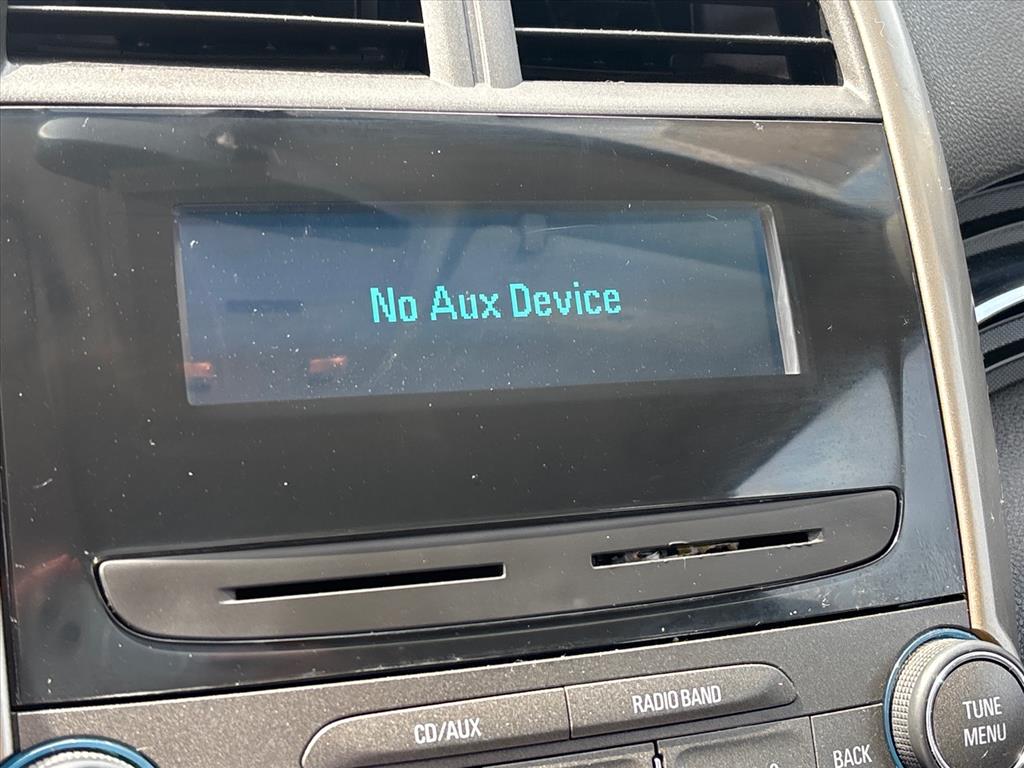 No Aux Device
CD/AUX
RADIO BAND
TUNE
MENU
BACK